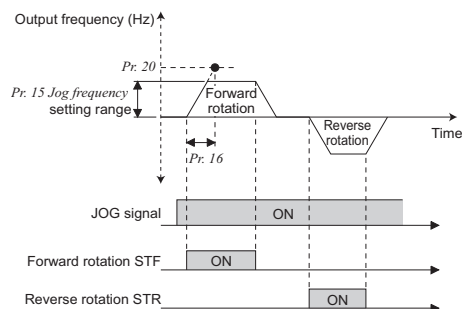 Output frequency (Hz)
Pr. 20
Pr. 15 Jog frequency
setting range
Forward
rotation
Reverse
rotation
Time
Pr. 16
JOG signal
ON
Forward rotation STF
ON
Reverse rotation STR
ON